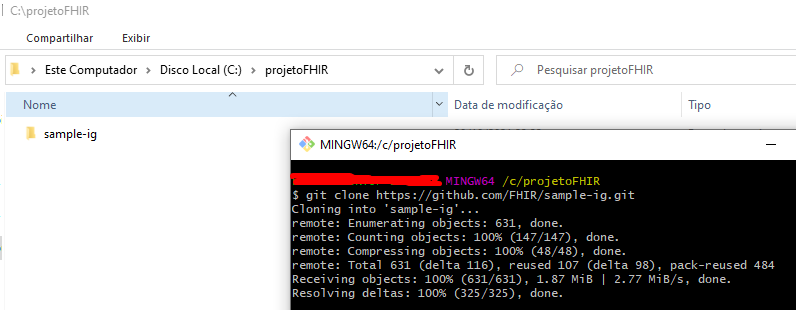 C:\projetoFHIR
Compartilhar Exibir
Este Computador Disco Local (C:) projetoFHIR Pesquisar projetoFHIR
Nome Data de modificação Tipo
sample-ig
MINGW64:/c/projetoFHIR
MINGW64 /c/projetoFHIR
$ git clone https://github.com/FHIR/sample-ig.git
Cloning into 'sample-ig'...
remote: Enumerating objects: 631, done.
remote: Counting objects: 100% (147/147), done.
remote: Compressing objects: 100% (48/48), done.
remote: Total 631 (delta 116), reused 107 (delta 98), pack-reused 484
Receiving objects: 100% (631/631), 1.87 MiB | 2.77 MiB/s, done.
Resolving deltas: 100% (325/325), done.